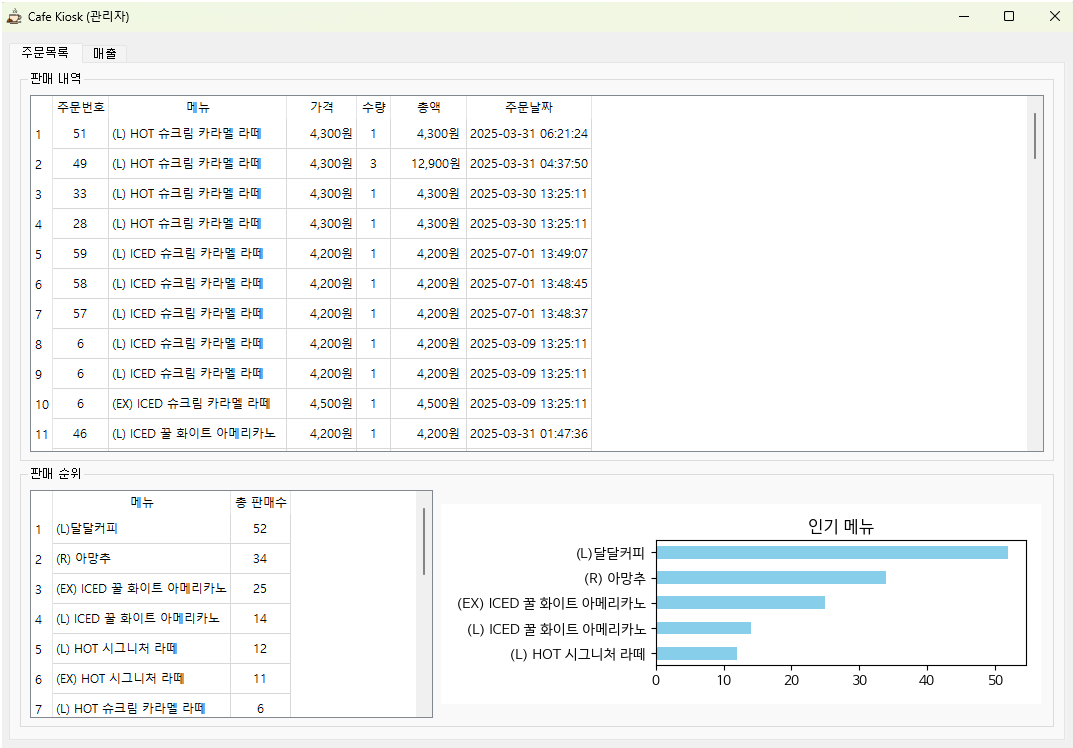 Cafe Kiosk (관리자)
주문목록 매출
판매 내역
주문번호 메뉴 가격 수량 총액 주문날짜
1 51 (L) HOT 슈크림 카라멜 라떼 4,300원 1 4,300원 2025-03-31 06:21:24
2 49 (L) HOT 슈크림 카라멜 라떼 4,300원 3 12,900원 2025-03-31 04:37:50
3 33 (L) HOT 슈크림 카라멜 라떼 4,300원 1 4,300원 2025-03-30 13:25:11
4 28 (L) HOT 슈크림 카라멜 라떼 4,300원 1 4,300원 2025-03-30 13:25:11
5 59 (L) ICED 슈크림 카라멜 라떼 4,200원 1 4,200원 2025-07-01 13:49:07
6 58 (L) ICED 슈크림 카라멜 라떼 4,200원 1 4,200원 2025-07-01 13:48:45
7 57 (L) ICED 슈크림 카라멜 라떼 4,200원 1 4,200원 2025-07-01 13:48:37
8 6 (L) ICED 슈크림 카라멜 라떼 4,200원 1 4,200원 2025-03-09 13:25:11
9 6 (L) ICED 슈크림 카라멜 라떼 4,200원 1 4,200원 2025-03-09 13:25:11
10 6 (EX) ICED 슈크림 카라멜 라떼 4,500원 1 4,500원 2025-03-09 13:25:11
11 46 (L) ICED 꿀 화이트 아메리카노 4,200원 1 4,200원 2025-03-31 01:47:36
판매 순위
메뉴 총 판매수
1 (L)달달커피 52
2 (R) 아망추 34
3 (EX) ICED 꿀 화이트 아메리카노 25
4 (L) ICED 꿀 화이트 아메리카노 14
5 (L) HOT 시그니처 라떼 12
6 (EX) HOT 시그니처 라떼 11
7 (L) HOT 슈크림 카라멜 라떼 6
인기 메뉴
(L)달달커피
(R) 아망추
(EX) ICED 꿀 화이트 아메리카노
(L) ICED 꿀 화이트 아메리카노
(L) HOT 시그니처 라떼
0 10 20 30 40 50